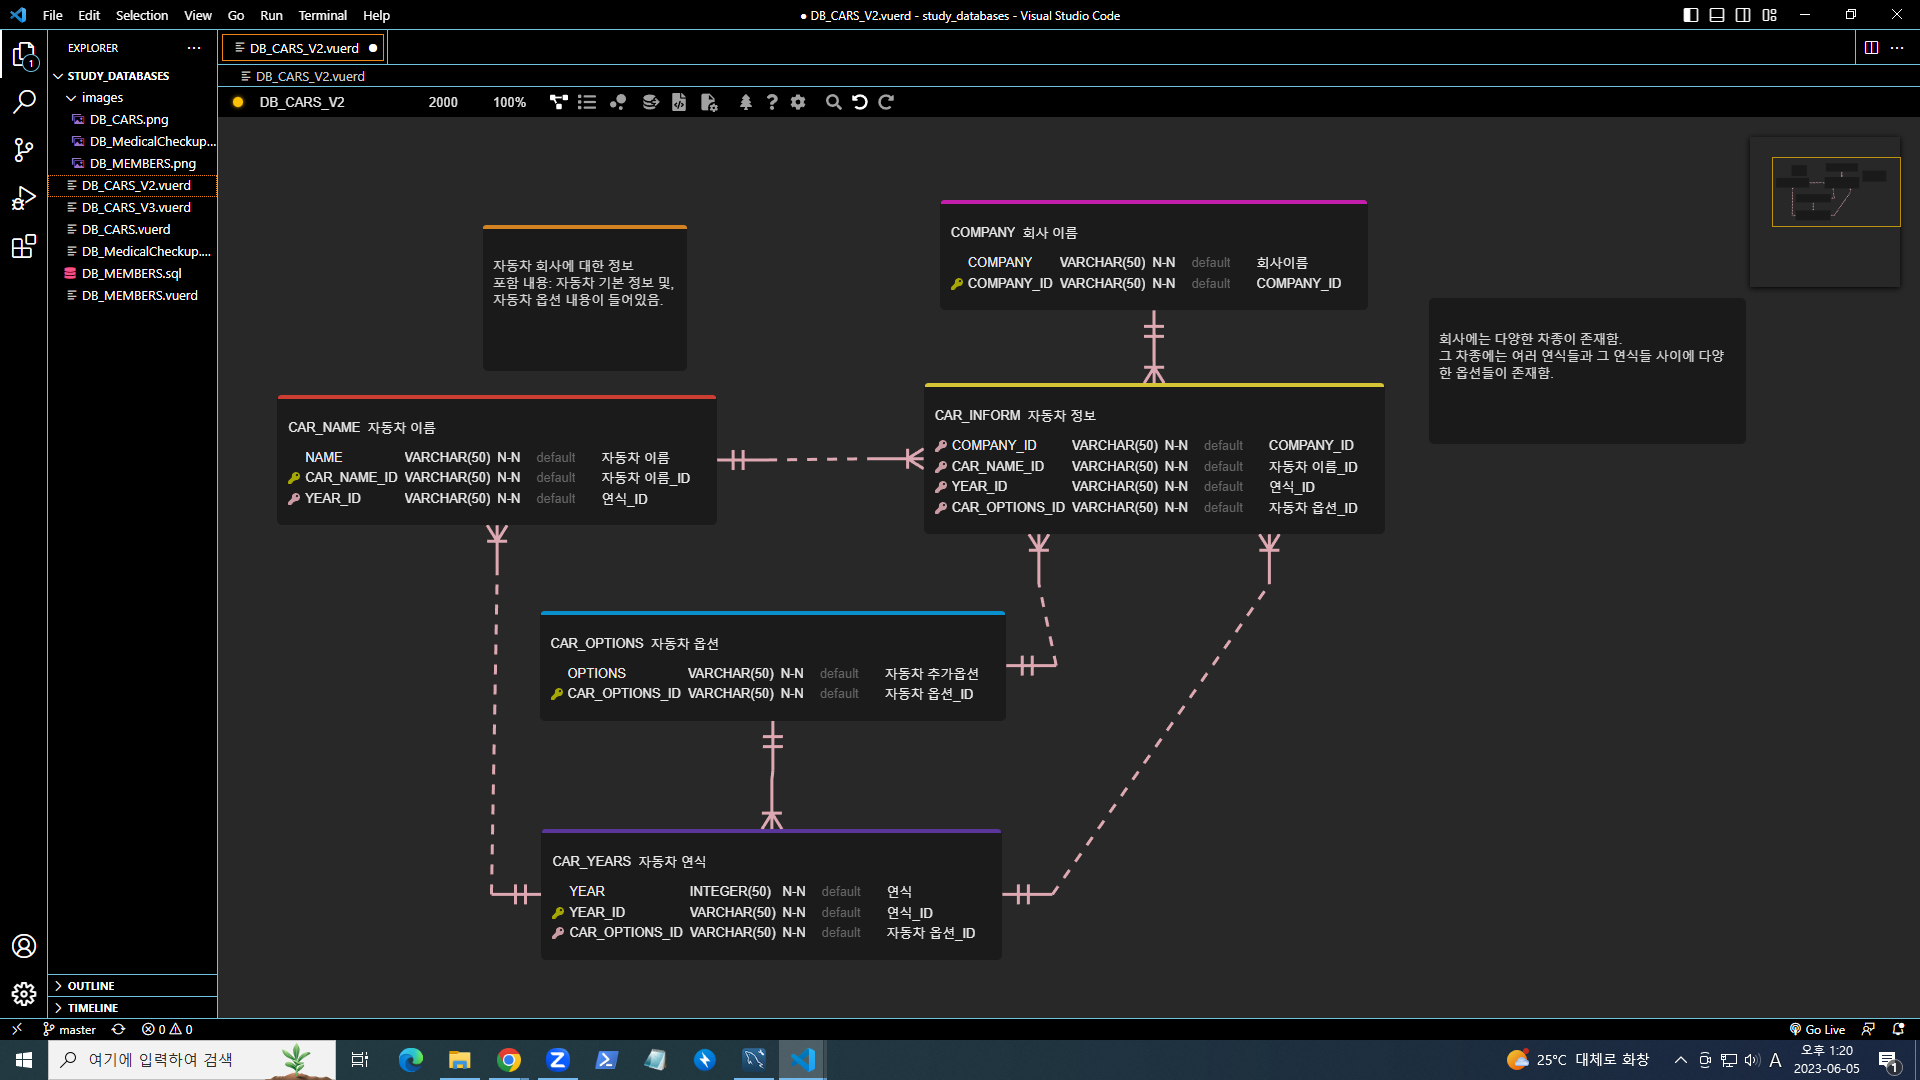 File Edit Selection View Go Run Terminal Help
● DB_CARS_V2.vuerd - study_databases - Visual Studio Code
EXPLORER
1
STUDY_DATABASES
images
DB_CARS.png
DB_MedicalCheckup...
DB_MEMBERS.png
DB_CARS_V2.vuerd
DB_CARS_V3.vuerd
DB_CARS.vuerd
DB_MedicalCheckup....
DB_MEMBERS.sql
DB_MEMBERS.vuerd
OUTLINE
TIMELINE
DB_CARS_V2.vuerd
DB_CARS_V2.vuerd
DB_CARS_V2 2000 100%
자동차 회사에 대한 정보
포함 내용: 자동차 기본 정보 및,
자동차 옵션 내용이 들어있음.
COMPANY 회사 이름
COMPANY VARCHAR(50) N-N default 회사이름
COMPANY_ID VARCHAR(50) N-N default COMPANY_ID
회사에는 다양한 차종이 존재함.
그 차종에는 여러 연식들과 그 연식들 사이에 다양
한 옵션들이 존재함.
CAR_NAME 자동차 이름
NAME VARCHAR(50) N-N default 자동차 이름
CAR_NAME_ID VARCHAR(50) N-N default 자동차 이름_ID
YEAR_ID VARCHAR(50) N-N default 연식_ID
CAR_INFORM 자동차 정보
COMPANY_ID VARCHAR(50) N-N default COMPANY_ID
CAR_NAME_ID VARCHAR(50) N-N default 자동차 이름_ID
YEAR_ID VARCHAR(50) N-N default 연식_ID
CAR_OPTIONS_ID VARCHAR(50) N-N default 자동차 옵션_ID
CAR_OPTIONS 자동차 옵션
OPTIONS VARCHAR(50) N-N default 자동차 추가옵션
CAR_OPTIONS_ID VARCHAR(50) N-N default 자동차 옵션_ID
CAR_YEARS 자동차 연식
YEAR INTEGER(50) N-N default 연식
YEAR_ID VARCHAR(50) N-N default 연식_ID
CAR_OPTIONS_ID VARCHAR(50) N-N default 자동차 옵션_ID
master 0 0 Go Live
여기에 입력하여 검색
25°C 대체로 화창
A
오후 1:20
2023-06-05
1